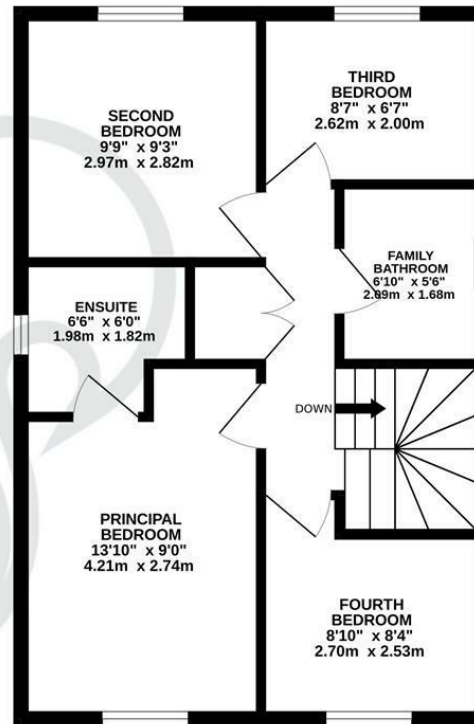 SECOND
BEDROOM
9'9" x 9'3"
2.97m x 2.82m
THIRD
BEDROOM
8'7" x 6'7"
2.62m x 2.00m
FAMILY
BATHROOM
6'10" x 5'6"
2.09m x 1.68m
ENSUITE
6'6" x 6'0"
1.98m x 1.82m
DOWN
PRINCIPAL
BEDROOM
13'10" x 9'0"
4.21m x 2.74m
FOURTH
BEDROOM
8'10" x 8'4"
2.70m x 2.53m